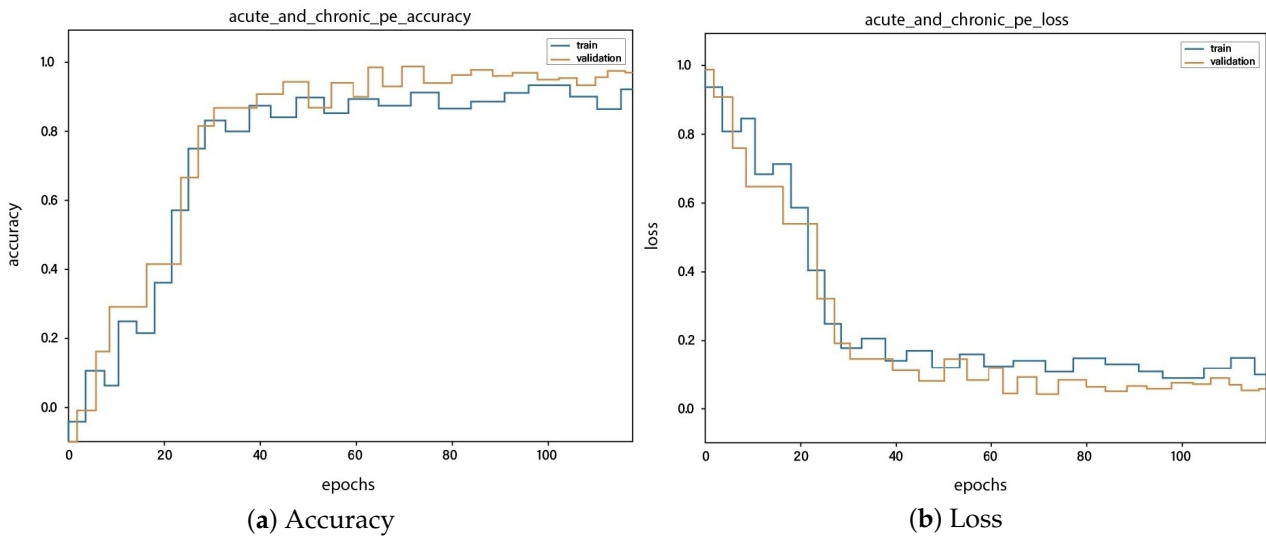 acute_and_chronic_pe_accuracy
train
validation
1.0
0.8
0.6
0.4
0.2
0.0
accuracy
0 20 40 60 80 100
epochs
(a) Accuracy
acute_and_chronic_pe_loss
train
validation
1.0
0.8
0.6
0.4
0.2
0.0
loss
0 20 40 60 80 100
epochs
(b) Loss